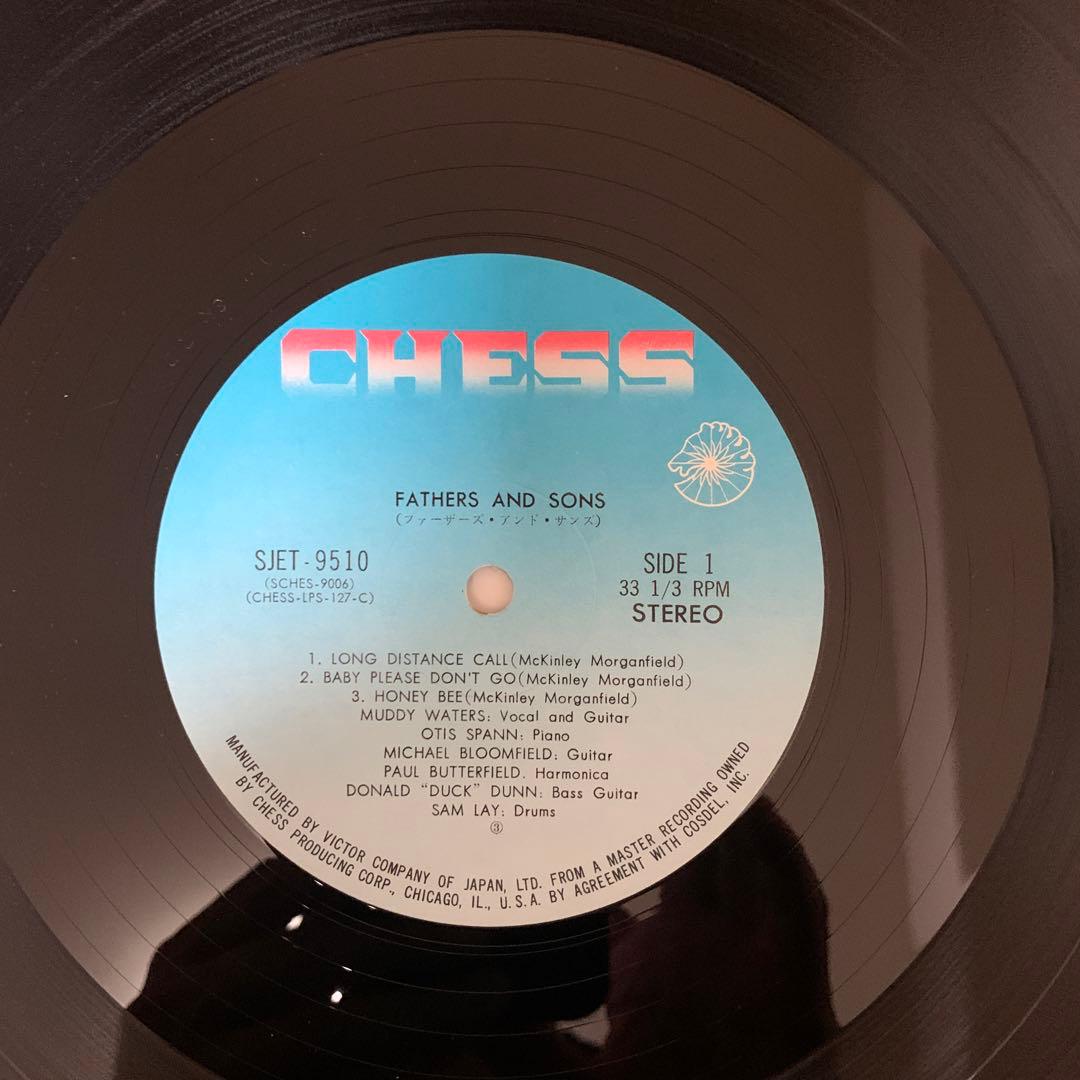 CHESS
FATHERS AND SONS
(ファーザーズ・アンド・サンズ)
SJET-9510
(SCHES-9006)
(CHESS-LPS-127-C)
SIDE 1
33 1/3 RPM
STEREO
1. LONG DISTANCE CALL(McKinley Morganfield)
2. BABY PLEASE DON'T GO(McKinley Morganfield)
3. HONEY BEE(McKinley Morganfield)
MUDDY WATERS: Vocal and Guitar
OTIS SPANN: Piano
MICHAEL BLOOMFIELD: Guitar
PAUL BUTTERFIELD. Harmonica
DONALD “DUCK” DUNN: Bass Guitar
SAM LAY: Drums
③
MANUFACTURED BY VICTOR COMPANY OF JAPAN, LTD. FROM A MASTER RECORDING OWNED
BY CHESS PRODUCING CORP., CHICAGO, IL., U.S.A. BY AGREEMENT WITH COSDEL, INC.